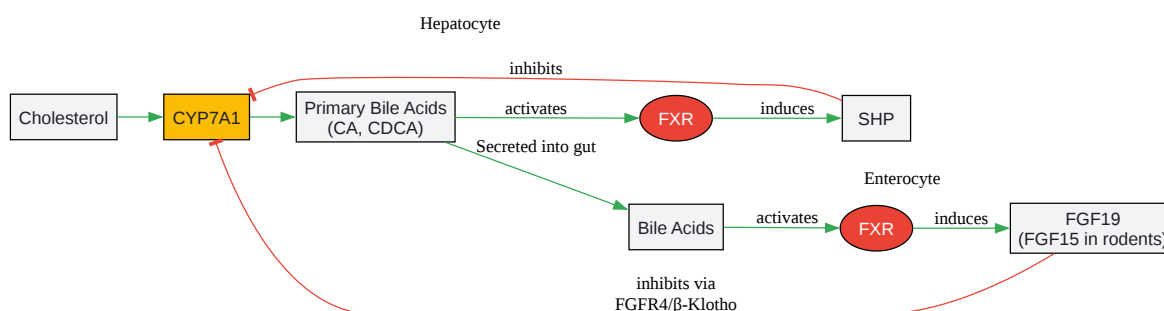 Hepatocyte
inhibits
Cholesterol
CYP7A1
Primary Bile Acids
(CA, CDCA)
activates
FXR
induces
SHP
Secreted into gut
Enterocyte
Bile Acids
activates
FXR
induces
FGF19
(FGF15 in rodents)
inhibits via
FGFR4/β-Klotho